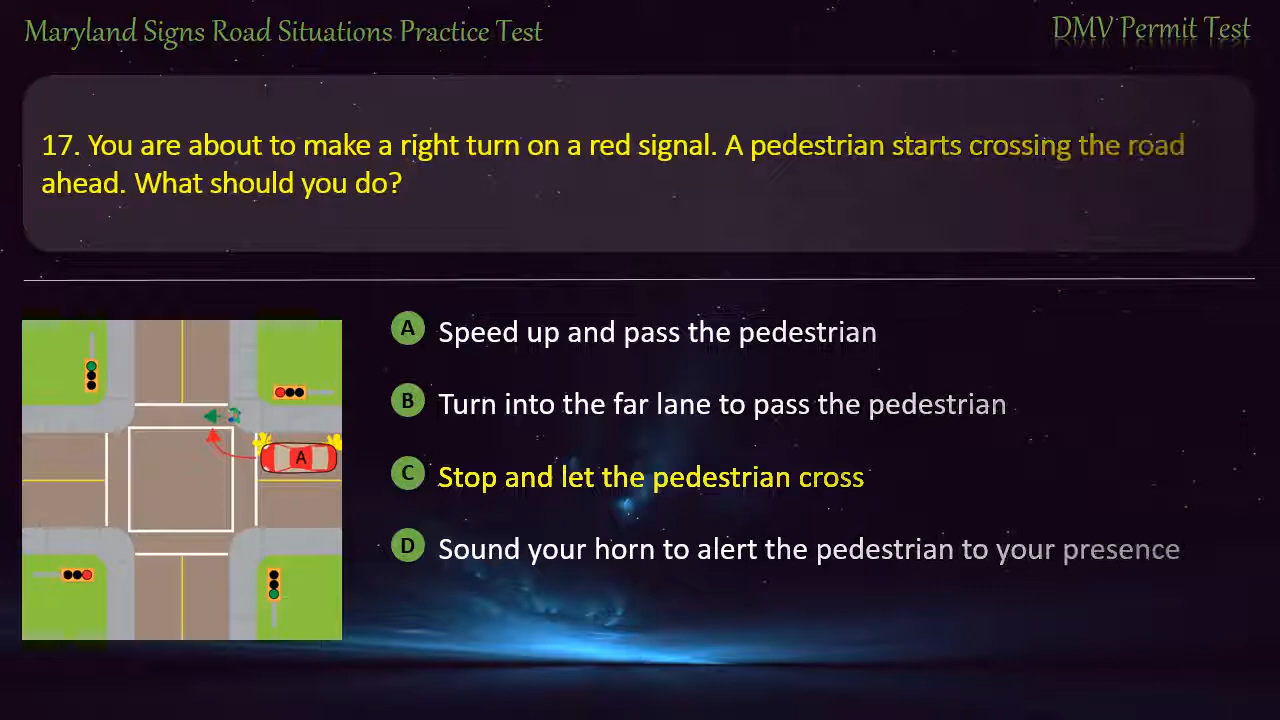 Maryland Signs Road Situations Practice Test
DMV Permit Test
17. You are about to make a right turn on a red signal. A pedestrian starts crossing the road
ahead. What should you do?
A Speed up and pass the pedestrian
B Turn into the far lane to pass the pedestrian
C Stop and let the pedestrian cross
D Sound your horn to alert the pedestrian to your presence
A